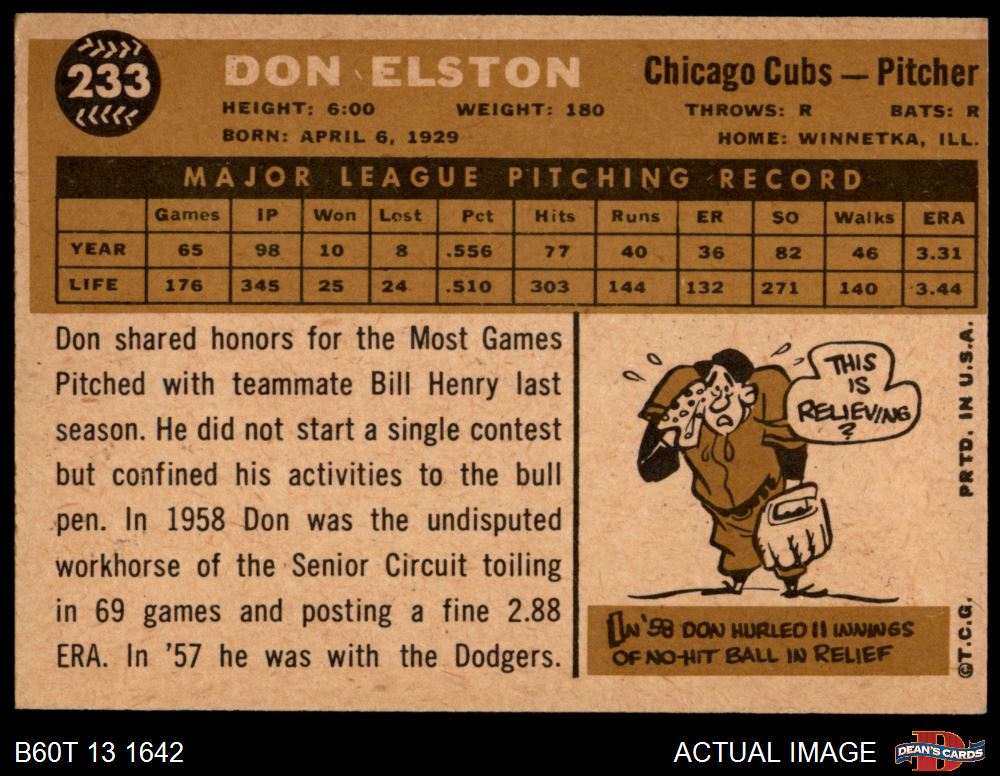 233
DON ELSTON
Chicago Cubs — Pitcher
HEIGHT: 6:00 WEIGHT: 180 THROWS: R BATS: R
BORN: APRIL 6, 1929 HOME: WINNETKA, ILL.
MAJOR LEAGUE PITCHING RECORD
Games IP Won Lost Pct Hits Runs ER SO Walks ERA
YEAR 65 98 10 8 .556 77 40 36 82 46 3.31
LIFE 176 345 25 24 .510 303 144 132 271 140 3.44
Don shared honors for the Most Games
Pitched with teammate Bill Henry last
season. He did not start a single contest
but confined his activities to the bull
pen. In 1958 Don was the undisputed
workhorse of the Senior Circuit toiling
in 69 games and posting a fine 2.88
ERA. In '57 he was with the Dodgers.
THIS
IS
RELIEVING
?
IN '58 DON HURLED 11 INNINGS
OF NO-HIT BALL IN RELIEF
©T.C.G. PRTD. IN U.S.A.
B60T 13 1642
ACTUAL IMAGE
DEAN'S CARDS